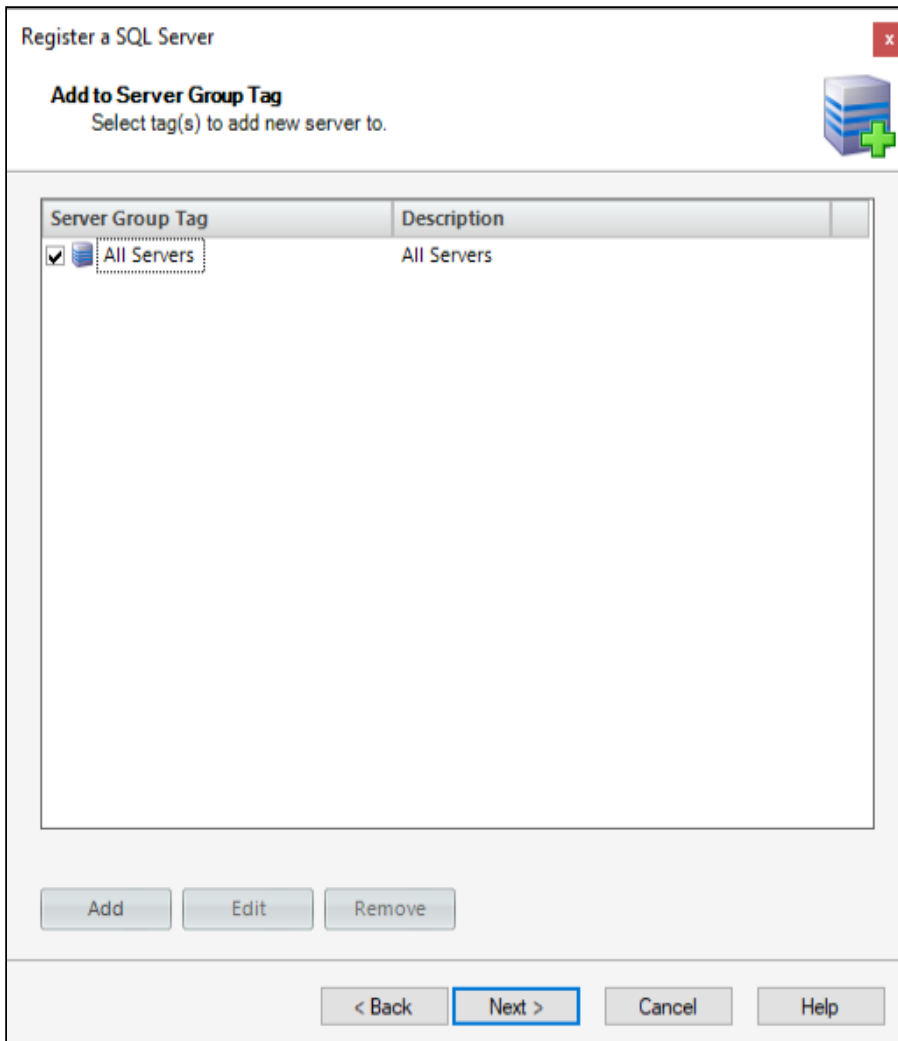 Register a SQL Server
x
Add to Server Group Tag
Select tag(s) to add new server to.
Server Group Tag Description
All Servers All Servers
Add Edit Remove
< Back Next > Cancel Help